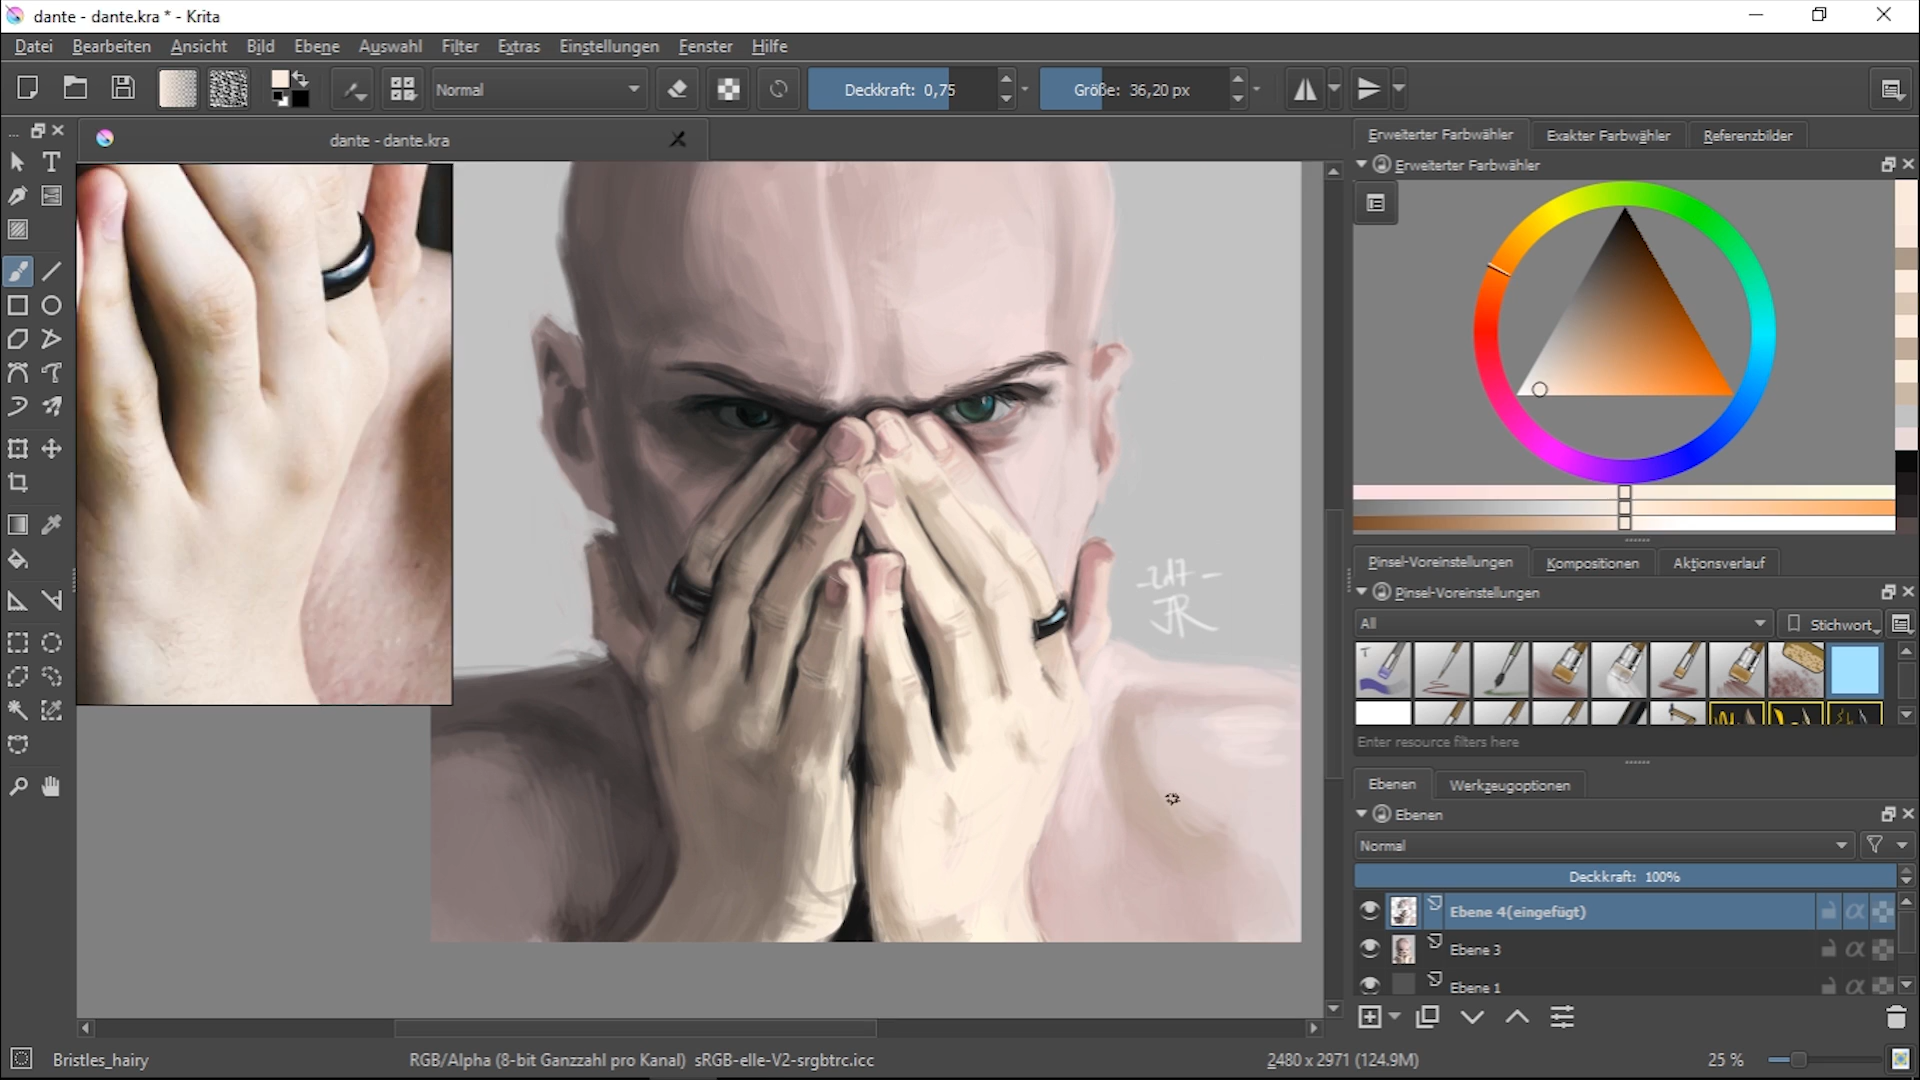 dante - dante.kra * - Krita
Datei Bearbeiten Ansicht Bild Ebene Auswahl Filter Extras Einstellungen Fenster Hilfe
Normal
Deckkraft: 0,75
Größe: 36,20 px
dante - dante.kra
Erweiterter Farbwähler Exakter Farbwähler Referenzbilder
Erweiterter Farbwähler
2017
JR
Pinsel-Voreinstellungen Kompositionen Aktionsverlauf
Pinsel-Voreinstellungen
All
Stichwort
Enter resource filters here
Ebenen Werkzeugoptionen
Ebenen
Normal
Deckkraft: 100%
Ebene 4(eingefügt)
Ebene 3
Ebene 1
Bristles_hairy
RGB/Alpha (8-bit Ganzzahl pro Kanal) sRGB-elle-V2-srgbtrc.icc
2480 x 2971 (124.9M)
25 %